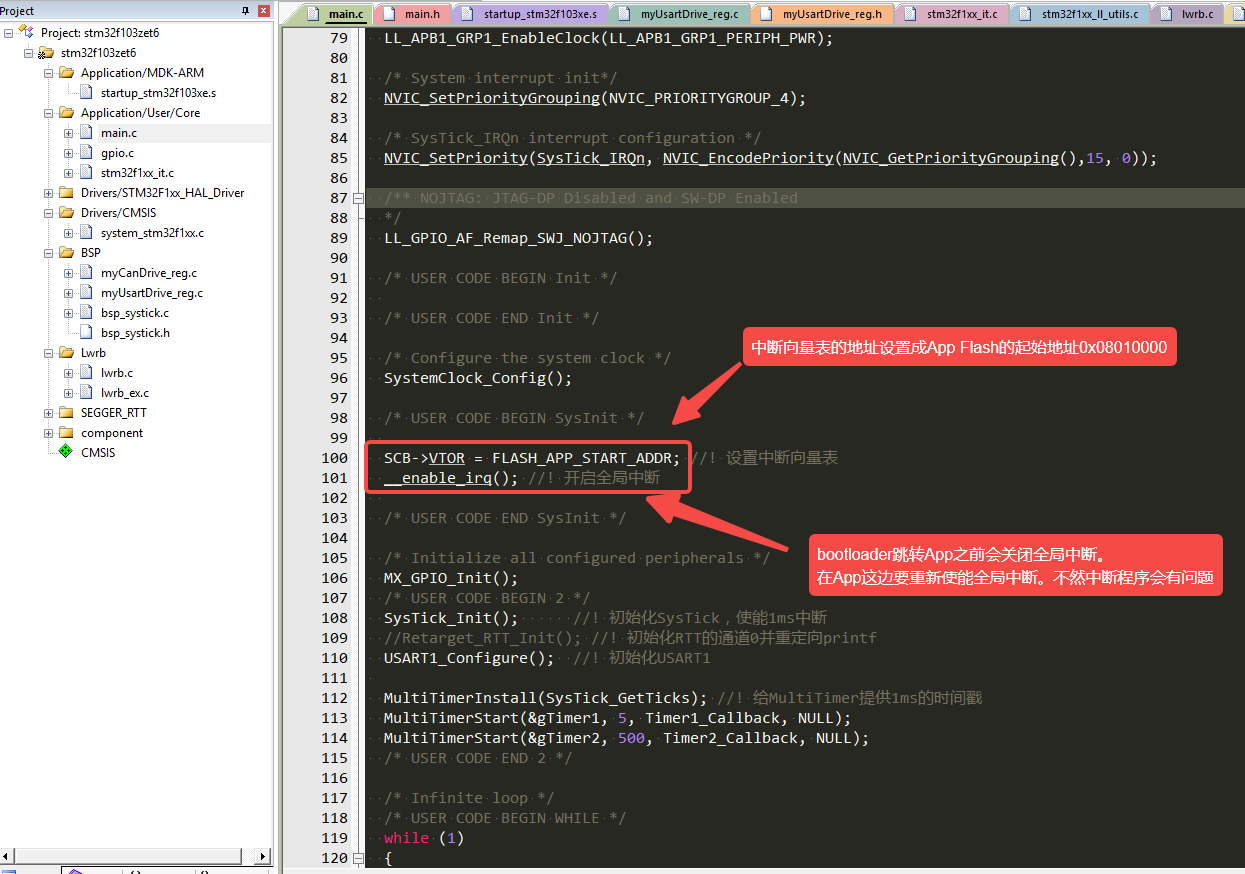 Project
Project: stm32f103zet6
stm32f103zet6
Application/MDK-ARM
startup_stm32f103xe.s
Application/User/Core
main.c
gpio.c
stm32f1xx_it.c
Drivers/STM32F1xx_HAL_Driver
Drivers/CMSIS
system_stm32f1xx.c
BSP
myCanDrive_reg.c
myUsartDrive_reg.c
bsp_systick.c
bsp_systick.h
Lwrb
lwrb.c
lwrb_ex.c
SEGGER_RTT
component
CMSIS
main.c main.h startup_stm32f103xe.s myUsartDrive_reg.c myUsartDrive_reg.h stm32f1xx_it.c stm32f1xx_ll_utils.c lwrb.c
79 LL_APB1_GRP1_EnableClock(LL_APB1_GRP1_PERIPH_PWR);
80
81 /* System interrupt init*/
82 NVIC_SetPriorityGrouping(NVIC_PRIORITYGROUP_4);
83
84 /* SysTick_IRQn interrupt configuration */
85 NVIC_SetPriority(SysTick_IRQn, NVIC_EncodePriority(NVIC_GetPriorityGrouping(),15, 0));
86
87 /** NOJTAG: JTAG-DP Disabled and SW-DP Enabled
88 */
89 LL_GPIO_AF_Remap_SWJ_NOJTAG();
90
91 /* USER CODE BEGIN Init */
92
93 /* USER CODE END Init */
94
95 /* Configure the system clock */
96 SystemClock_Config();
97
98 /* USER CODE BEGIN SysInit */
99
100 SCB->VTOR = FLASH_APP_START_ADDR; //! 设置中断向量表
101 __enable_irq(); //! 开启全局中断
102
103 /* USER CODE END SysInit */
104
105 /* Initialize all configured peripherals */
106 MX_GPIO_Init();
107 /* USER CODE BEGIN 2 */
108 SysTick_Init(); //! 初始化SysTick，使能1ms中断
109 //Retarget_RTT_Init(); //! 初始化RTT的通道0并重定向printf
110 USART1_Configure(); //! 初始化USART1
111
112 MultiTimerInstall(SysTick_GetTicks); //! 给MultiTimer提供1ms的时间戳
113 MultiTimerStart(&gTimer1, 5, Timer1_Callback, NULL);
114 MultiTimerStart(&gTimer2, 500, Timer2_Callback, NULL);
115 /* USER CODE END 2 */
116
117 /* Infinite loop */
118 /* USER CODE BEGIN WHILE */
119 while (1)
120 {
中断向量表的地址设置成App Flash的起始地址0x08010000
bootloader跳转App之前会关闭全局中断。
在App这边要重新使能全局中断。不然中断程序会有问题